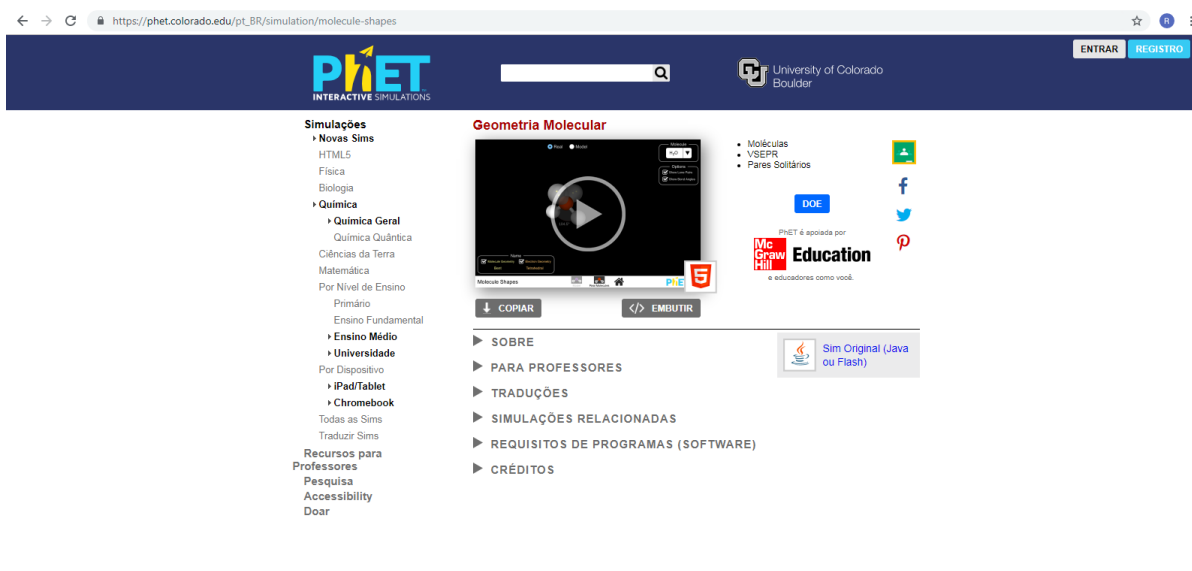 https://phet.colorado.edu/pt_BR/simulation/molecule-shapes
R
ENTRAR REGISTRO
PhET
INTERACTIVE SIMULATIONS
University of Colorado
Boulder
Simulações
Novas Sims
HTML5
Física
Biologia
Química
Química Geral
Química Quântica
Ciências da Terra
Matemática
Por Nível de Ensino
Primário
Ensino Fundamental
Ensino Médio
Universidade
Por Dispositivo
iPad/Tablet
Chromebook
Todas as Sims
Traduzir Sims
Recursos para
Professores
Pesquisa
Accessibility
Doar
Geometria Molecular
Real Model
Molecule
H₂O
Options
Name
Molecule Shapes
PhE
5
COPIAR
</> EMBUTIR
Moléculas
VSEPR
Pares Solitários
DOE
PhET é apoiada por
Mc
Graw
Hill
Education
e educadores como você.
SOBRE
PARA PROFESSORES
TRADUÇÕES
SIMULAÇÕES RELACIONADAS
REQUISITOS DE PROGRAMAS (SOFTWARE)
CRÉDITOS
Sim Original (Java
ou Flash)